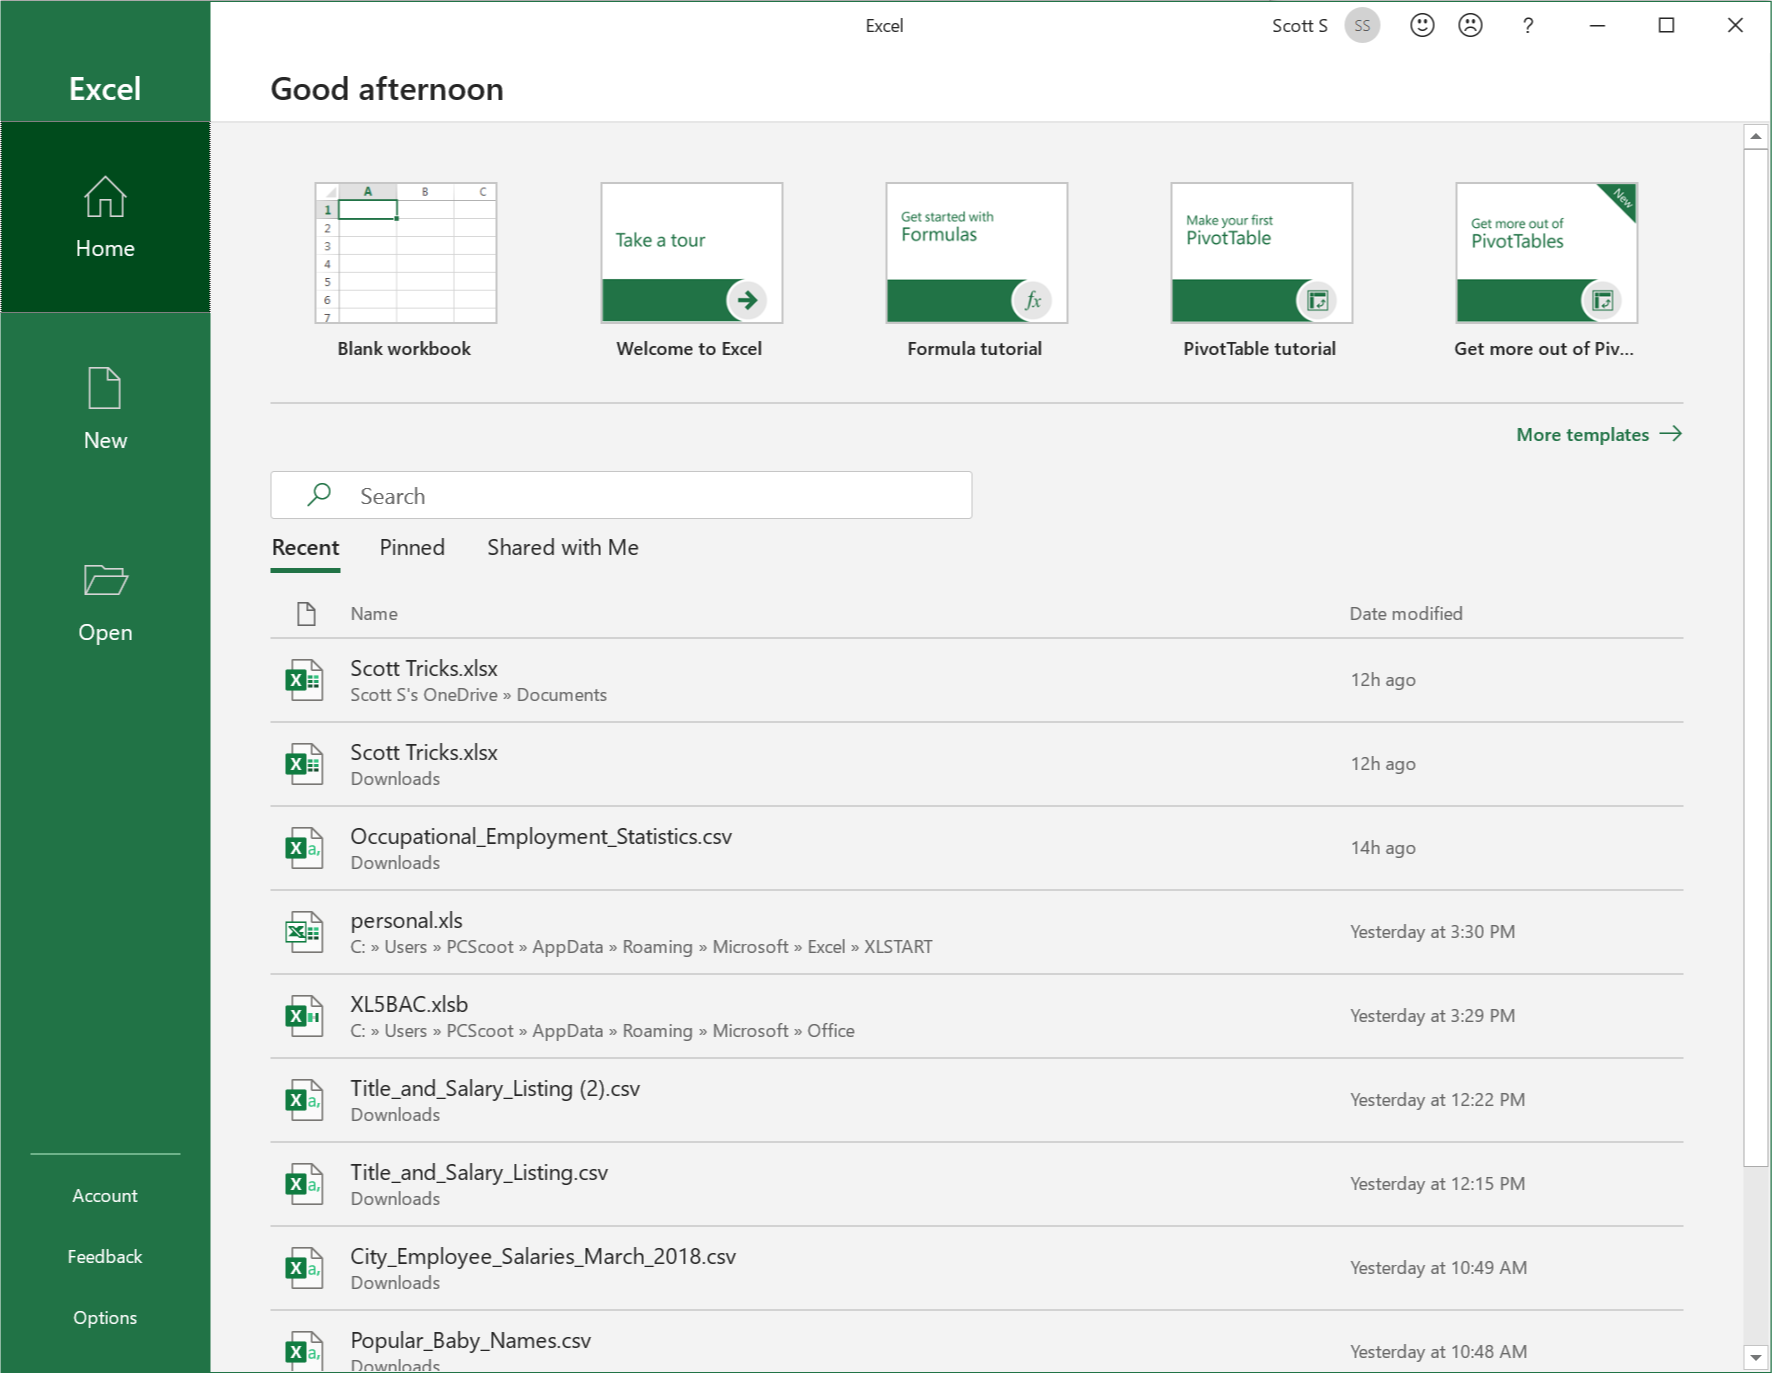 Excel
Scott S
SS
?
Excel
Good afternoon
Home
New
Open
Account
Feedback
Options
A B C
1
2
3
4
5
6
7
Blank workbook
Take a tour
Welcome to Excel
Get started with
Formulas
fx
Formula tutorial
Make your first
PivotTable
PivotTable tutorial
New
Get more out of
PivotTables
Get more out of Piv...
More templates
Search
Recent Pinned Shared with Me
Name Date modified
Scott Tricks.xlsx
Scott S's OneDrive » Documents
12h ago
Scott Tricks.xlsx
Downloads
12h ago
Occupational_Employment_Statistics.csv
Downloads
14h ago
personal.xls
C: » Users » PCScoot » AppData » Roaming » Microsoft » Excel » XLSTART
Yesterday at 3:30 PM
XL5BAC.xlsb
C: » Users » PCScoot » AppData » Roaming » Microsoft » Office
Yesterday at 3:29 PM
Title_and_Salary_Listing (2).csv
Downloads
Yesterday at 12:22 PM
Title_and_Salary_Listing.csv
Downloads
Yesterday at 12:15 PM
City_Employee_Salaries_March_2018.csv
Downloads
Yesterday at 10:49 AM
Popular_Baby_Names.csv
Downloads
Yesterday at 10:48 AM